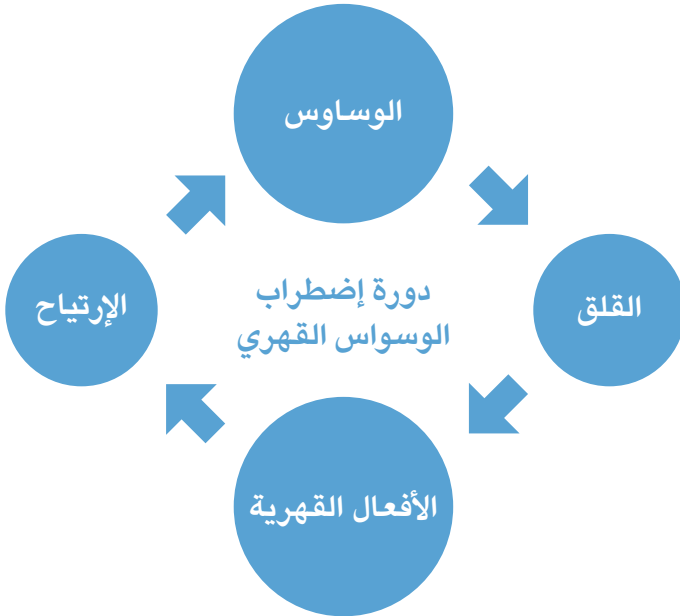 الوساوس
القلق
دورة إضطراب
الوسواس القهري
الإرتياح
الأفعال القهرية